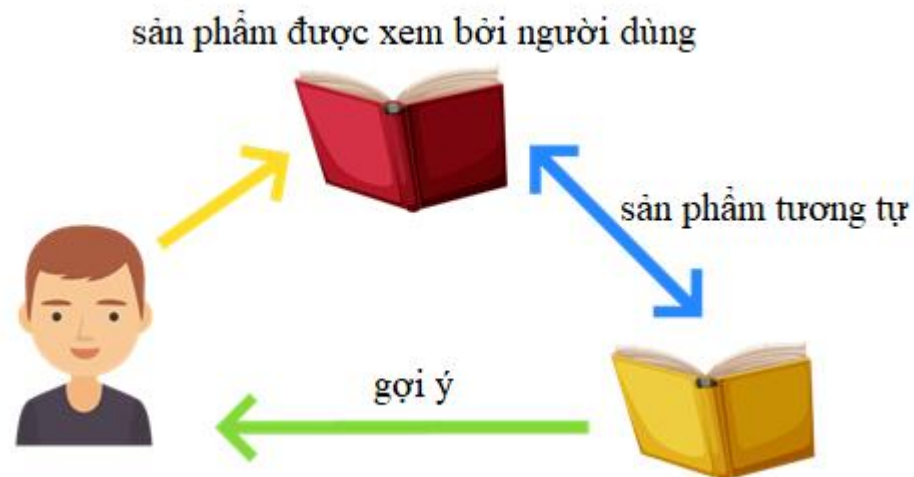 sản phẩm được xem bởi người dùng
sản phẩm tương tự
gợi ý